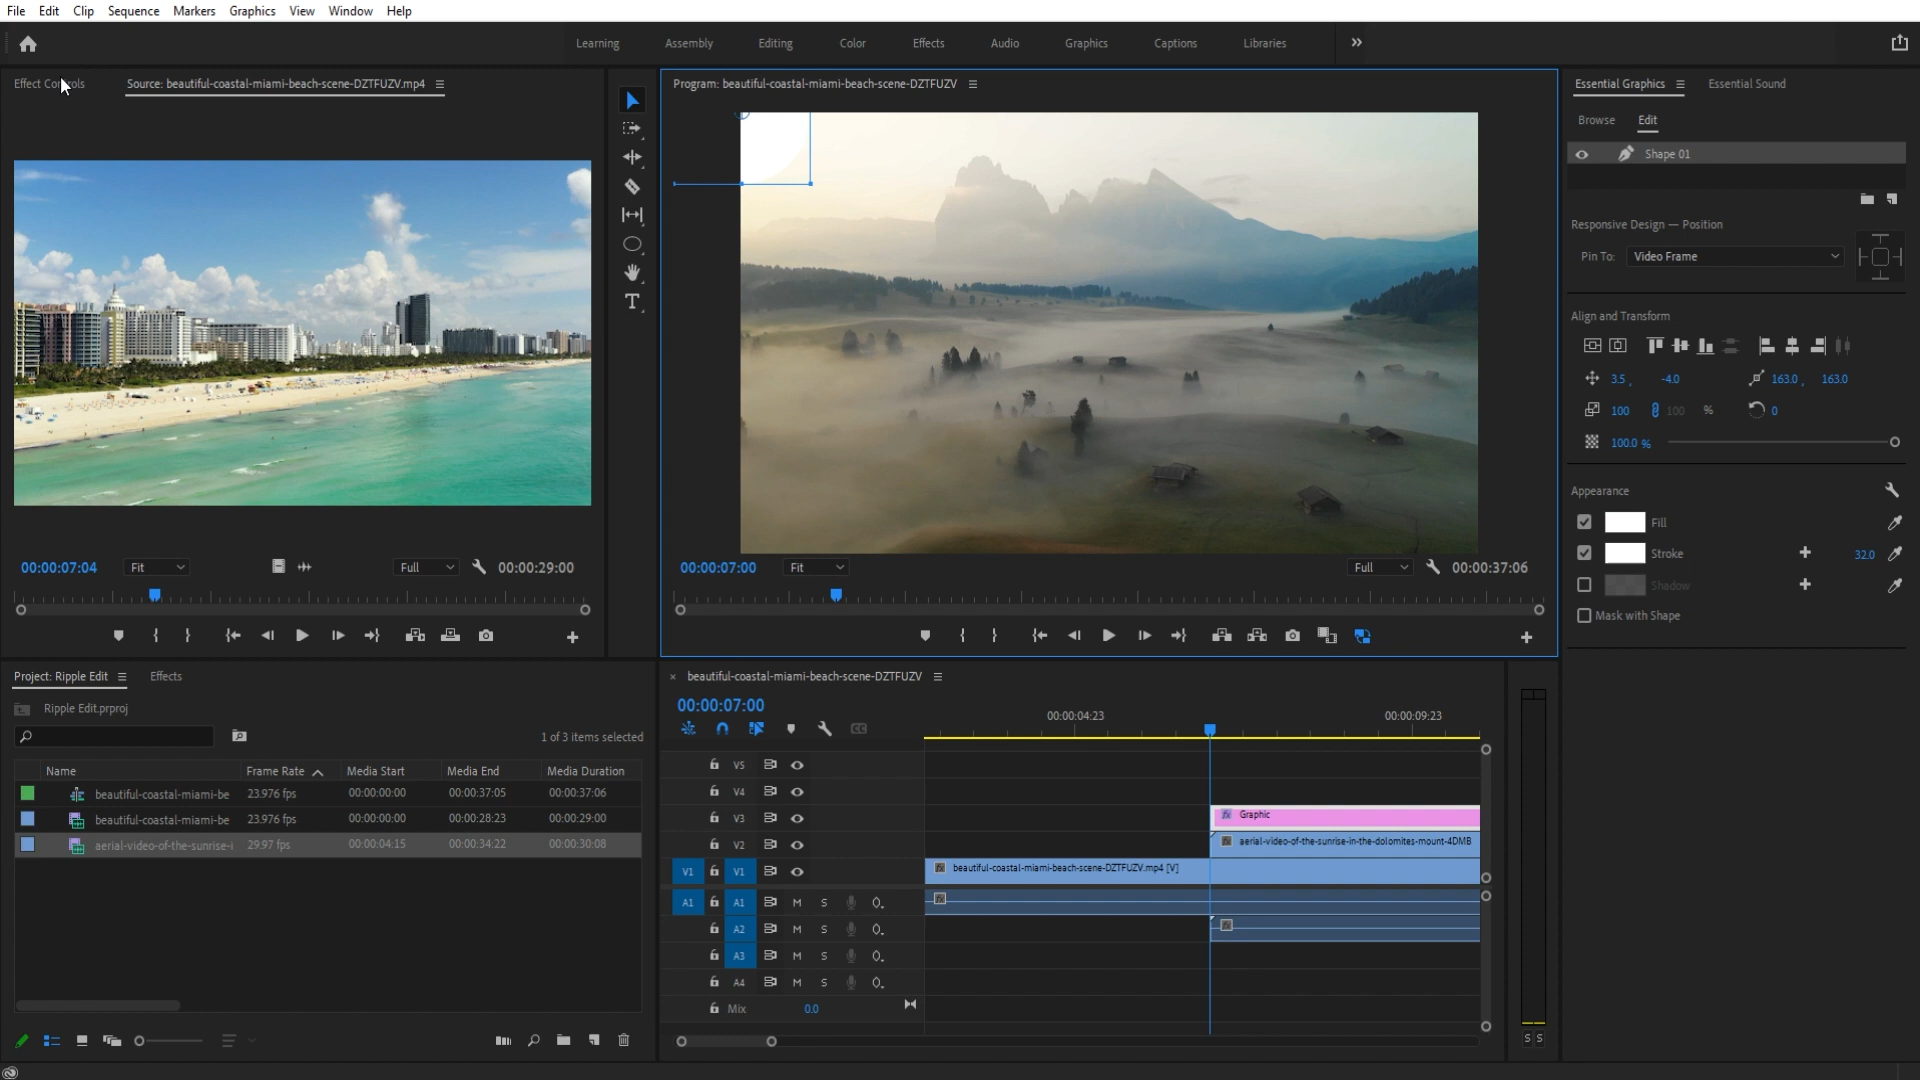 File Edit Clip Sequence Markers Graphics View Window Help
Learning Assembly Editing Color Effects Audio Graphics Captions Libraries
Effect Controls Source: beautiful-coastal-miami-beach-scene-DZTFUZV.mp4
Program: beautiful-coastal-miami-beach-scene-DZTFUZV
Essential Graphics Essential Sound
Browse Edit
Shape 01
Responsive Design — Position
Pin To: Video Frame
Align and Transform
3.5 , -4.0 163.0 , 163.0
100 100 % 0
100.0 %
Appearance
Fill
Stroke 32.0
Shadow
Mask with Shape
00:00:07:04 Fit Full 00:00:29:00
00:00:07:00 Fit Full 00:00:37:06
Project: Ripple Edit Effects
Ripple Edit.prproj
1 of 3 items selected
Name Frame Rate Media Start Media End Media Duration
beautiful-coastal-miami-be 23.976 fps 00:00:00:00 00:00:37:05 00:00:37:06
beautiful-coastal-miami-be 23.976 fps 00:00:00:00 00:00:28:23 00:00:29:00
aerial-video-of-the-sunrise-i 29.97 fps 00:00:04:15 00:00:34:22 00:00:30:08
× beautiful-coastal-miami-beach-scene-DZTFUZV
00:00:07:00
00:00:04:23 00:00:09:23
V5
V4
V3 fx Graphic
V2 fx aerial-video-of-the-sunrise-in-the-dolomites-mount-4DMB
V1 V1 fx beautiful-coastal-miami-beach-scene-DZTFUZV.mp4 [V]
A1 A1 M S fx
A2 M S fx
A3 M S
A4 M S
Mix 0.0
S S